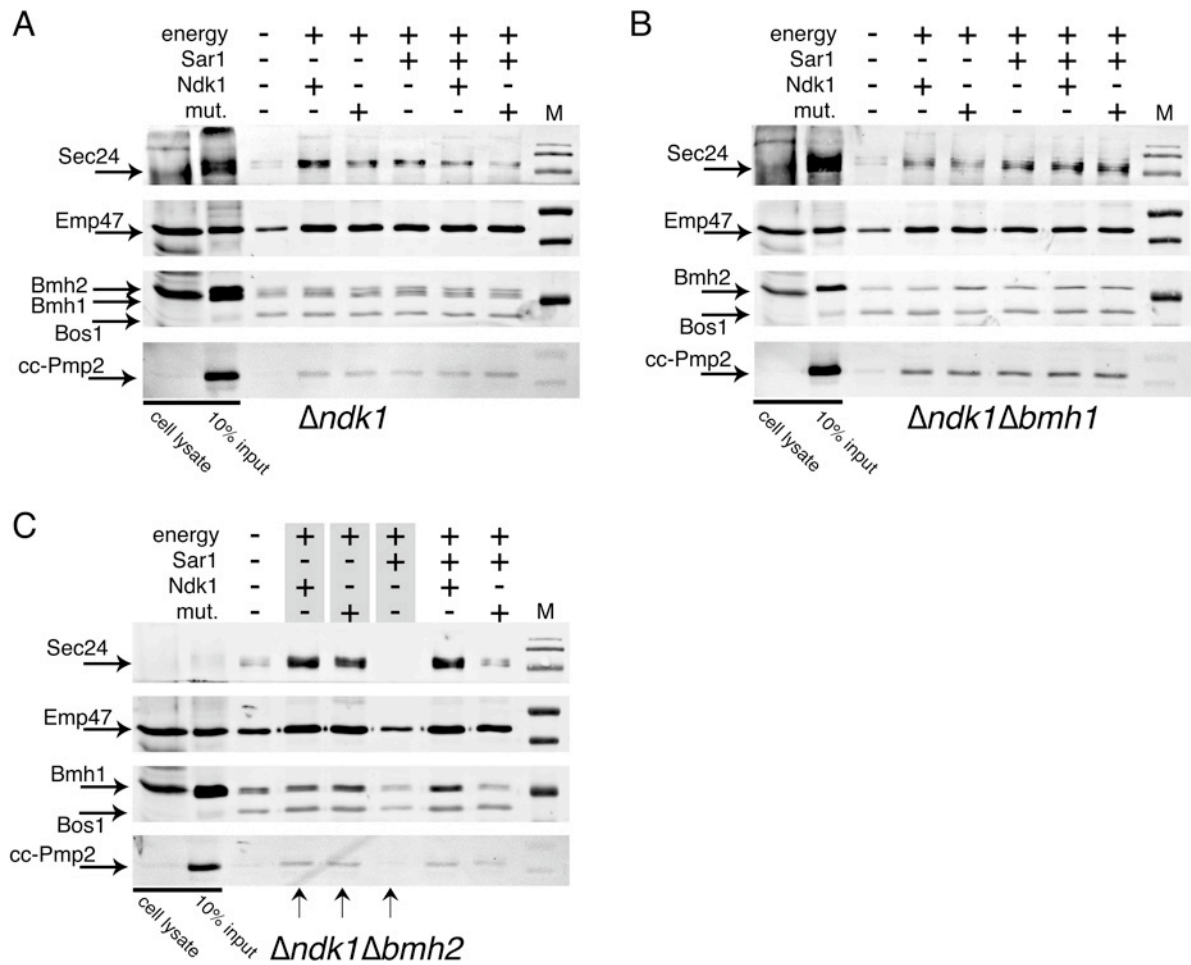 A
energy - + + + + +
Sar1 - - - + + +
Ndk1 - + - - + -
mut. - - + - - + M
Sec24
Emp47
Bmh2
Bmh1
Bos1
cc-Pmp2
cell lysate
10% input
Δndk1
B
energy - + + + + +
Sar1 - - - + + +
Ndk1 - + - - + -
mut. - - + - - + M
Sec24
Emp47
Bmh2
Bos1
cc-Pmp2
cell lysate
10% input
Δndk1Δbmh1
C
energy - + + + + +
Sar1 - - - + + +
Ndk1 - + - - + -
mut. - - + - - + M
Sec24
Emp47
Bmh1
Bos1
cc-Pmp2
cell lysate
10% input
Δndk1Δbmh2